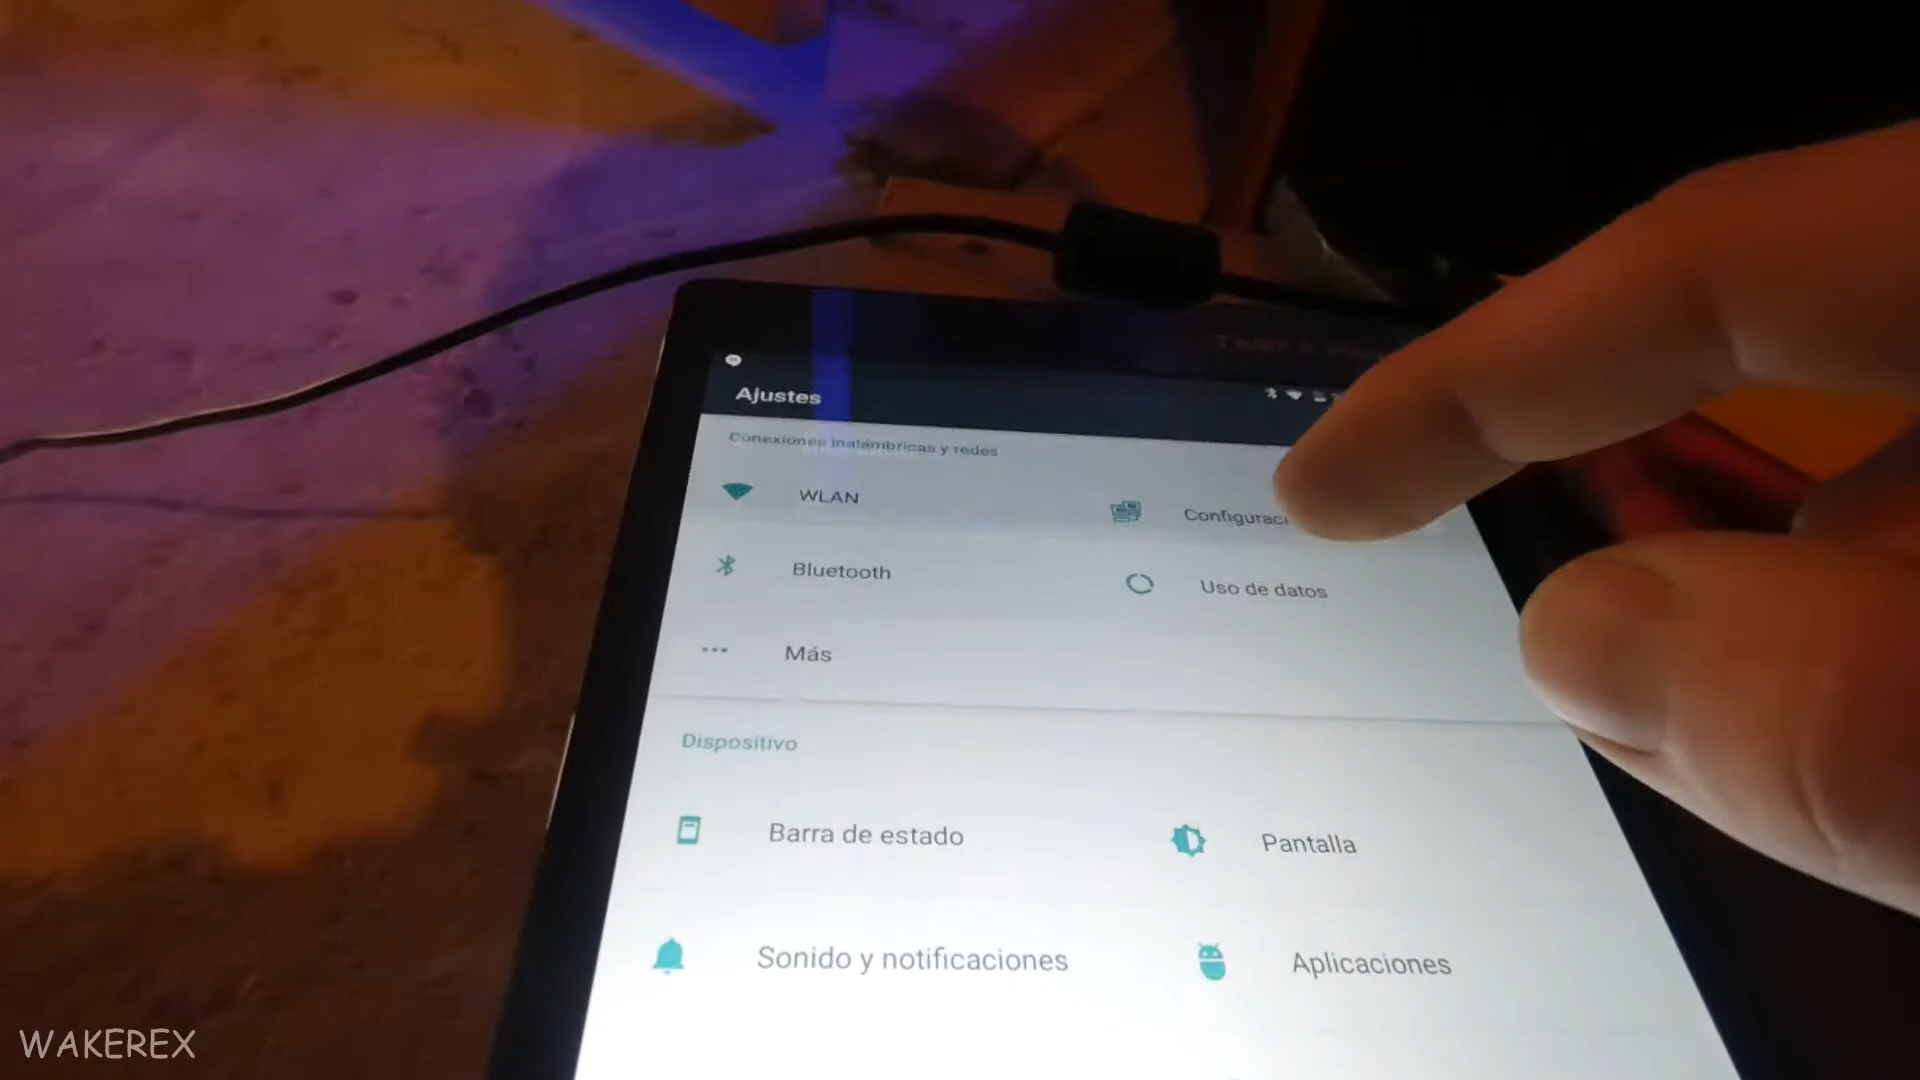 Ajustes
Conexiones inalámbricas y redes
WLAN
Configuraci
Bluetooth
Uso de datos
Más
Dispositivo
Barra de estado
Pantalla
Sonido y notificaciones
Aplicaciones
WAKEREX